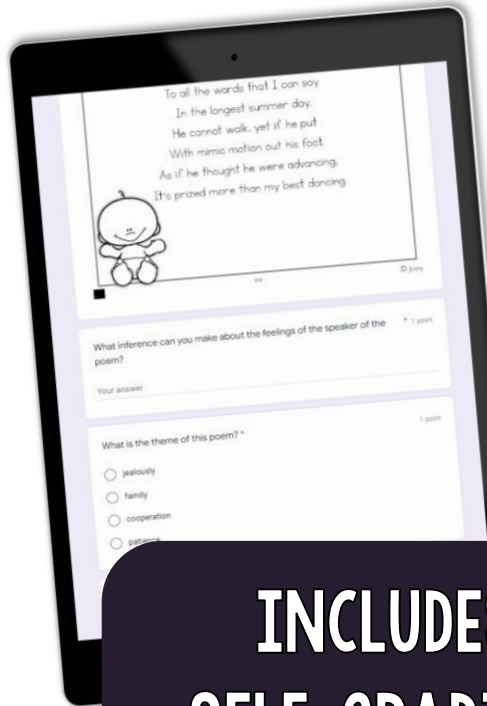 To all the words that I can say
In the longest summer day.
He cannot walk, yet if he put
With mimic motion out his foot
As if he thought he were advancing,
It's prized more than my best dancing.
What inference can you make about the feelings of the speaker of the
poem?
* 1 point
Your answer
What is the theme of this poem? *
1 point
jealously
family
cooperation
patience
INCLUDE